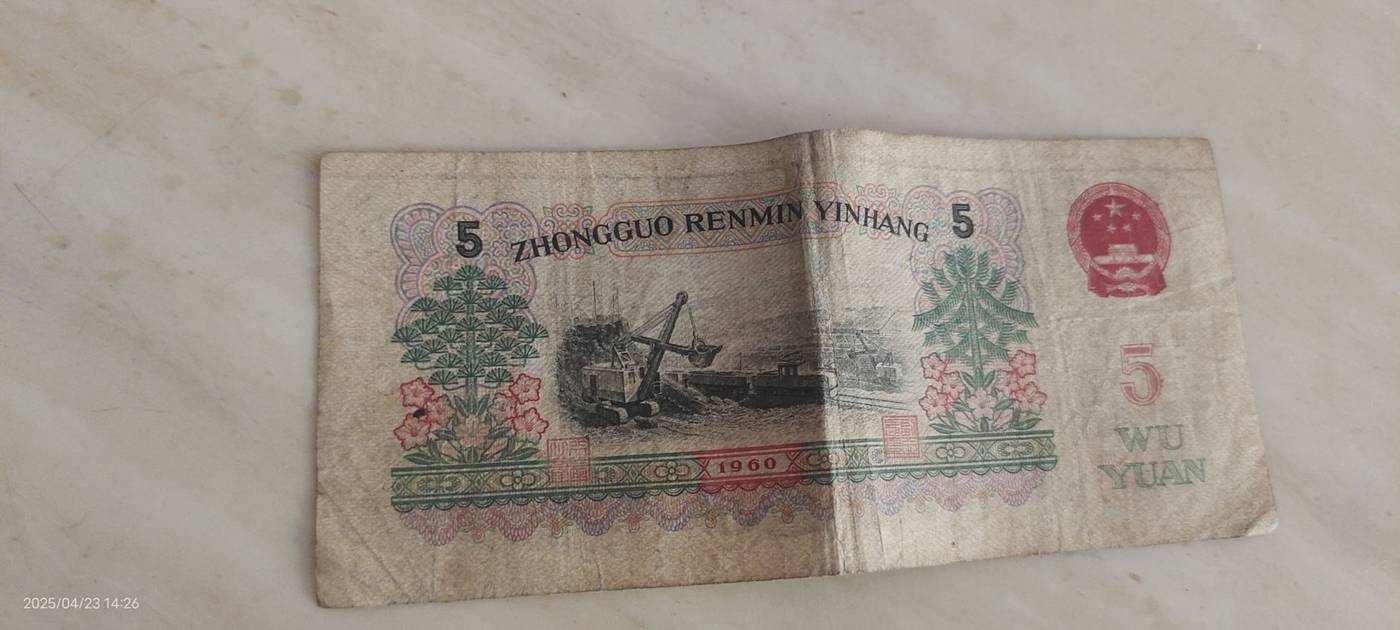 5 ZHONGGUO RENMIN YINHANG 5
5
WU
YUAN
1960
2025/04/23 14:26